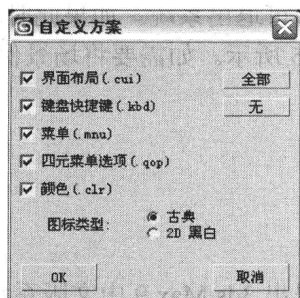 自定义方案
界面布局(.cui) 全部
键盘快捷键(.kbd) 无
菜单(.mnu)
四元菜单选项(.qop)
颜色(.clr)
图标类型: 古典
2D 黑白
OK 取消